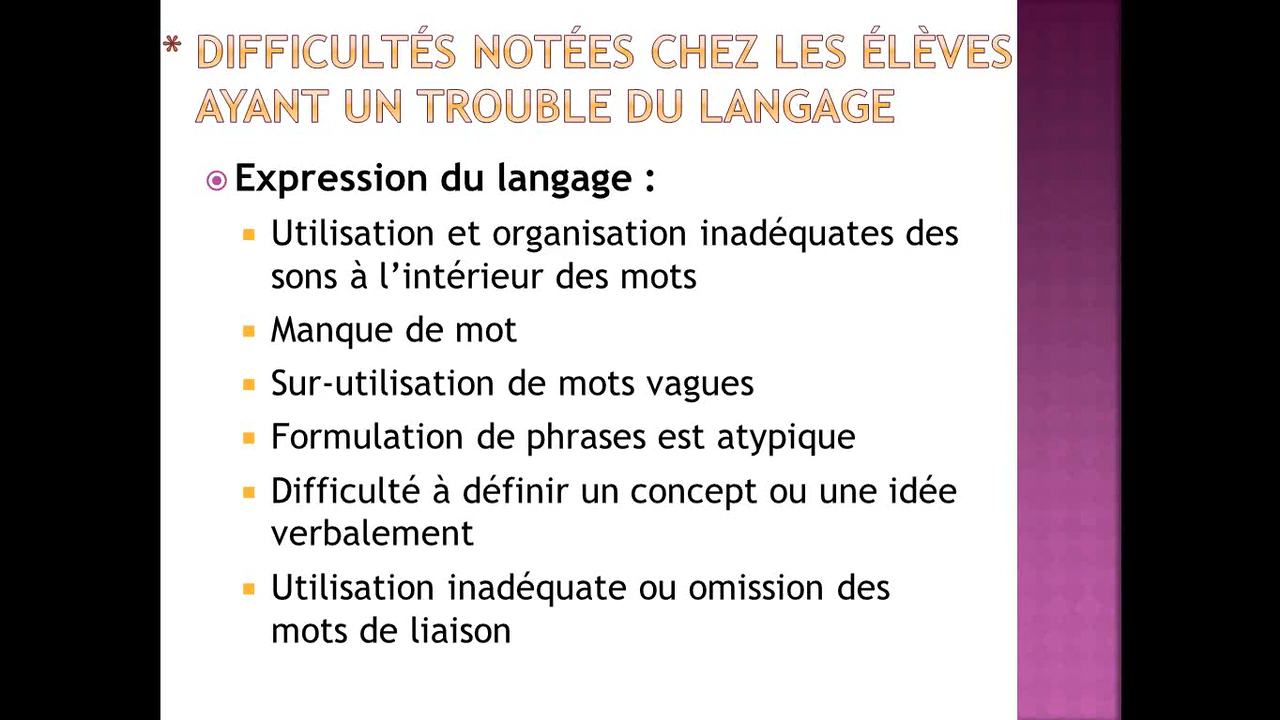 * DIFFICULTÉS NOTÉES CHEZ LES ÉLÈVES
AYANT UN TROUBLE DU LANGAGE
Expression du langage :
Utilisation et organisation inadéquates des
sons à l’intérieur des mots
Manque de mot
Sur-utilisation de mots vagues
Formulation de phrases est atypique
Difficulté à définir un concept ou une idée
verbalement
Utilisation inadéquate ou omission des
mots de liaison